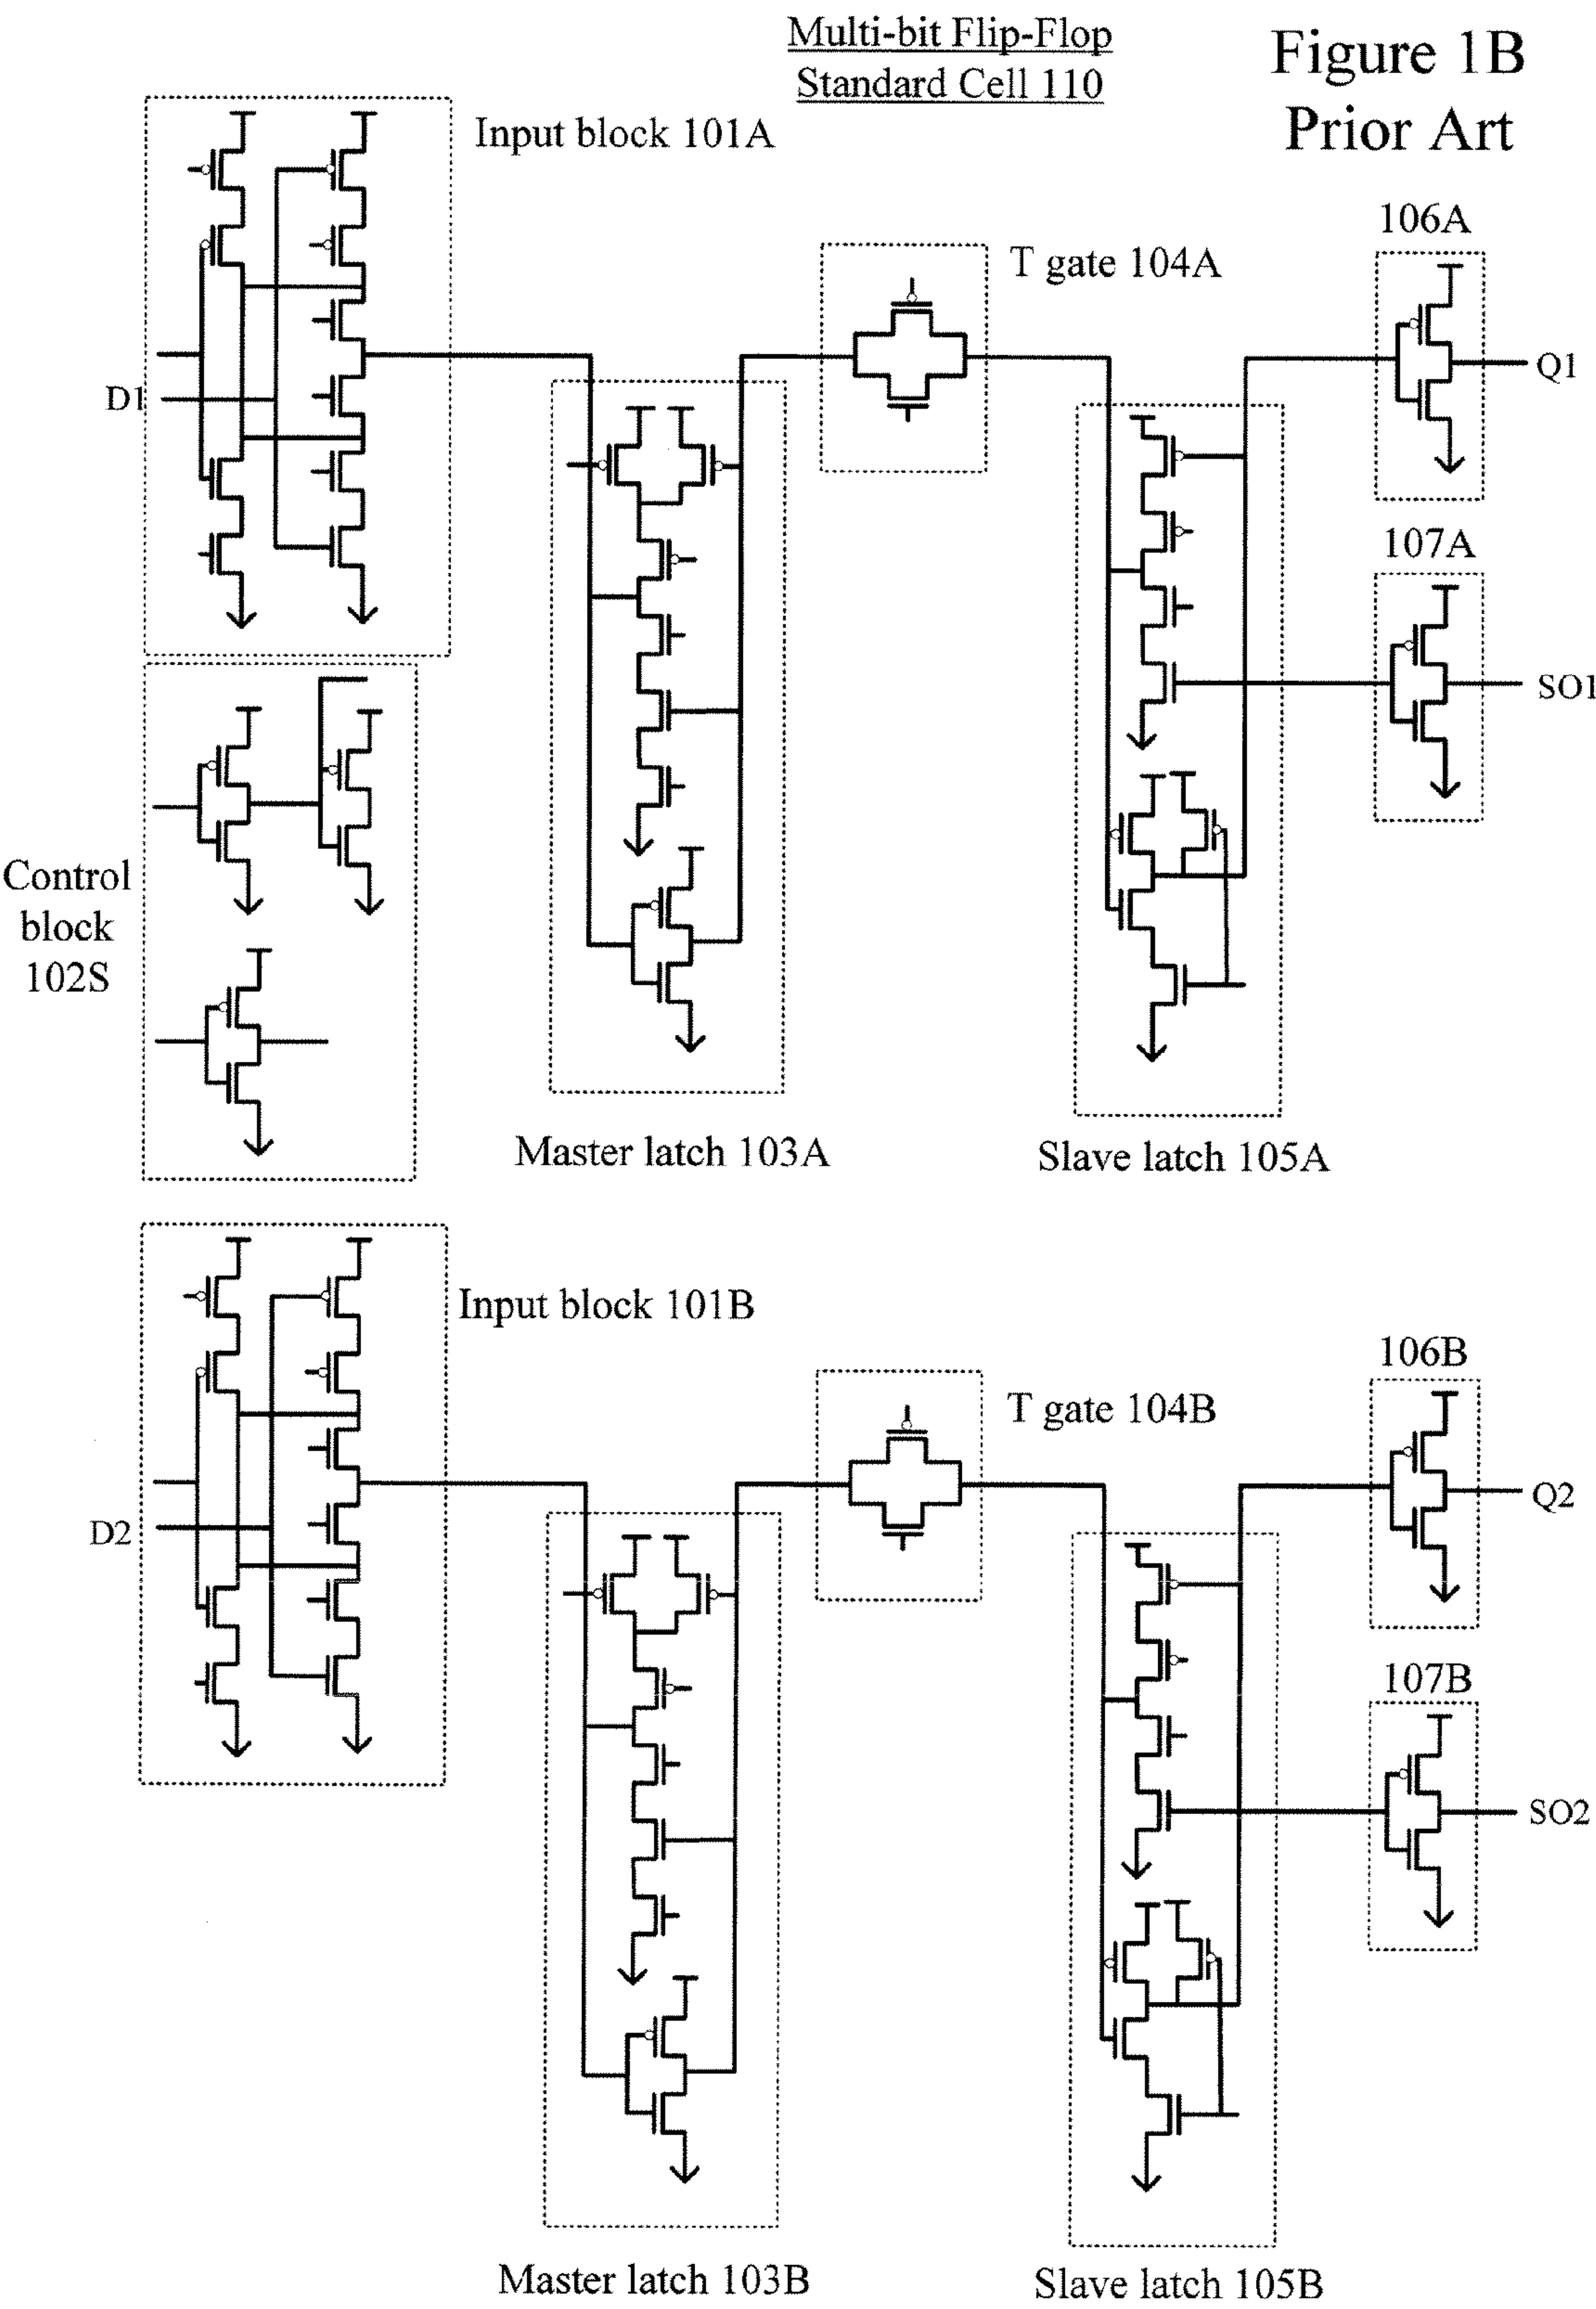 Multi-bit Flip-Flop
Standard Cell 110
Figure 1B
Prior Art
Input block 101A
T gate 104A
106A
D1
Q1
107A
SO1
Control
block
102S
Master latch 103A
Slave latch 105A
Input block 101B
T gate 104B
106B
D2
Q2
107B
SO2
Master latch 103B
Slave latch 105B